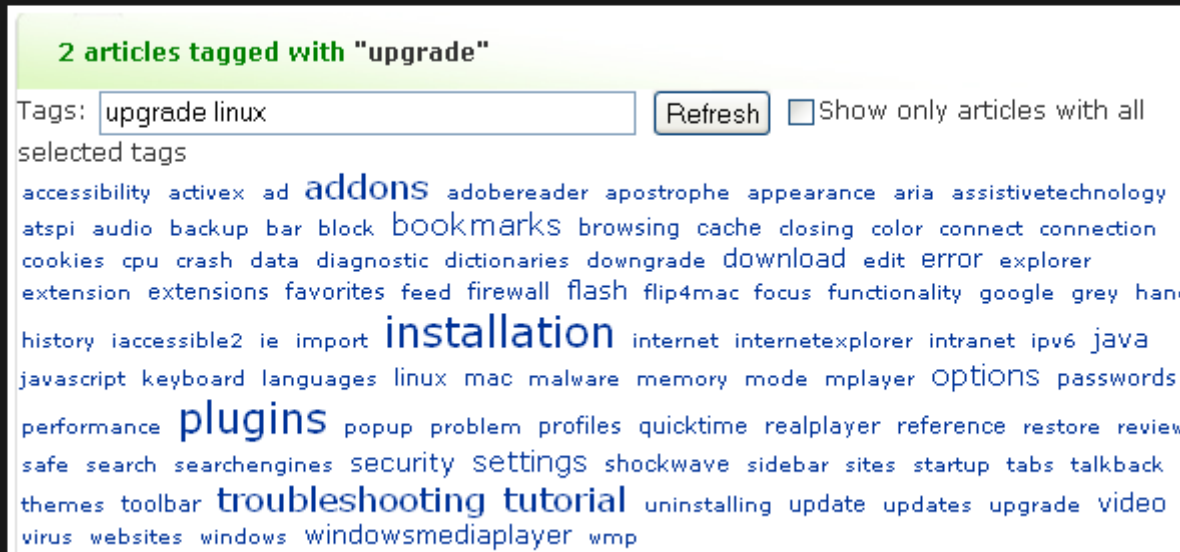 2 articles tagged with "upgrade"
Tags: upgrade linux Refresh Show only articles with all
selected tags
accessibility activex ad addons adobereader apostrophe appearance aria assistivetechnology
atspi audio backup bar block bookmarks browsing cache closing color connect connection
cookies cpu crash data diagnostic dictionaries downgrade download edit error explorer
extension extensions favorites feed firewall flash flip4mac focus functionality google grey
history iaccessible2 ie import installation internet internetexplorer intranet ipv6 java
javascript keyboard languages linux mac malware memory mode mplayer options passwords
performance plugins popup problem profiles quicktime realplayer reference restore review
safe search searchengines security settings shockwave sidebar sites startup tabs talkback
themes toolbar troubleshooting tutorial uninstalling update updates upgrade video
virus websites windows windowsmediaplayer wmp